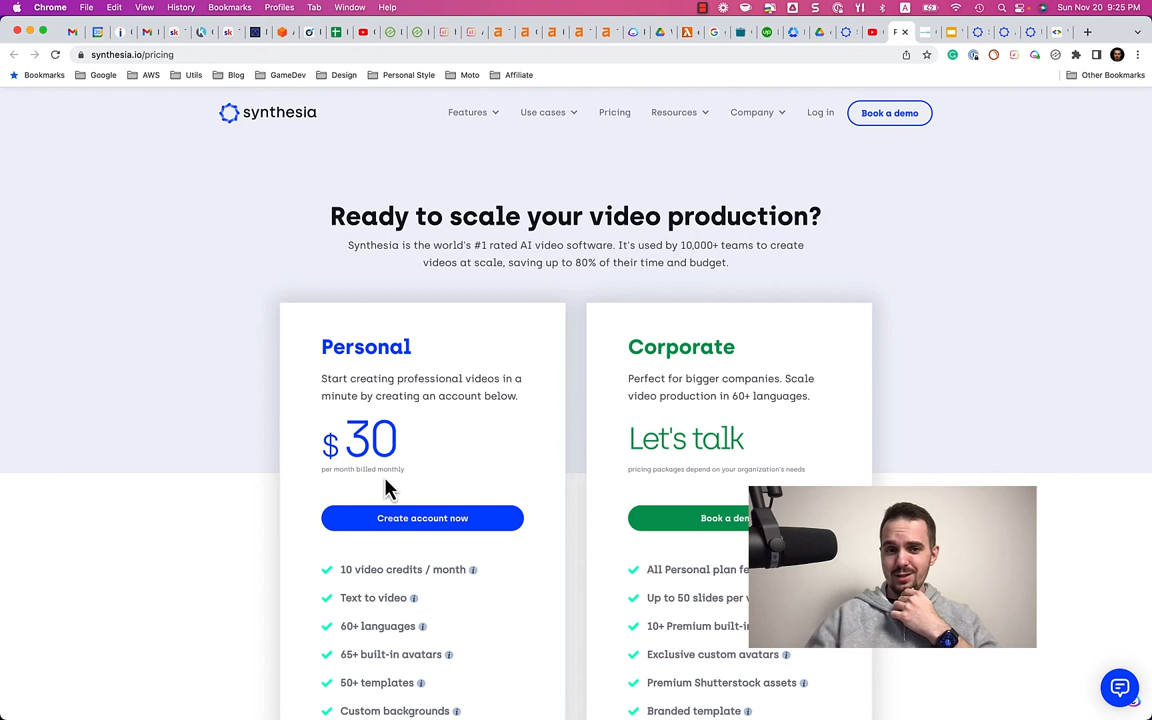 Chrome File Edit View History Bookmarks Profiles Tab Window Help
Sun Nov 20 9:25 PM
synthesia.io/pricing
Bookmarks Google AWS Utils Blog GameDev Design Personal Style Moto Affiliate Other Bookmarks
synthesia
Features Use cases Pricing Resources Company Log in Book a demo
Ready to scale your video production?
Synthesia is the world's #1 rated AI video software. It's used by 10,000+ teams to create
videos at scale, saving up to 80% of their time and budget.
Personal
Start creating professional videos in a
minute by creating an account below.
$30
per month billed monthly
Create account now
10 video credits / month
Text to video
60+ languages
65+ built-in avatars
50+ templates
Custom backgrounds
Corporate
Perfect for bigger companies. Scale
video production in 60+ languages.
Let's talk
pricing packages depend on your organization's needs
Book a
All Personal plan
Up to 50 slides per
10+ Premium
Exclusive custom avatars
Premium Shutterstock assets
Branded template